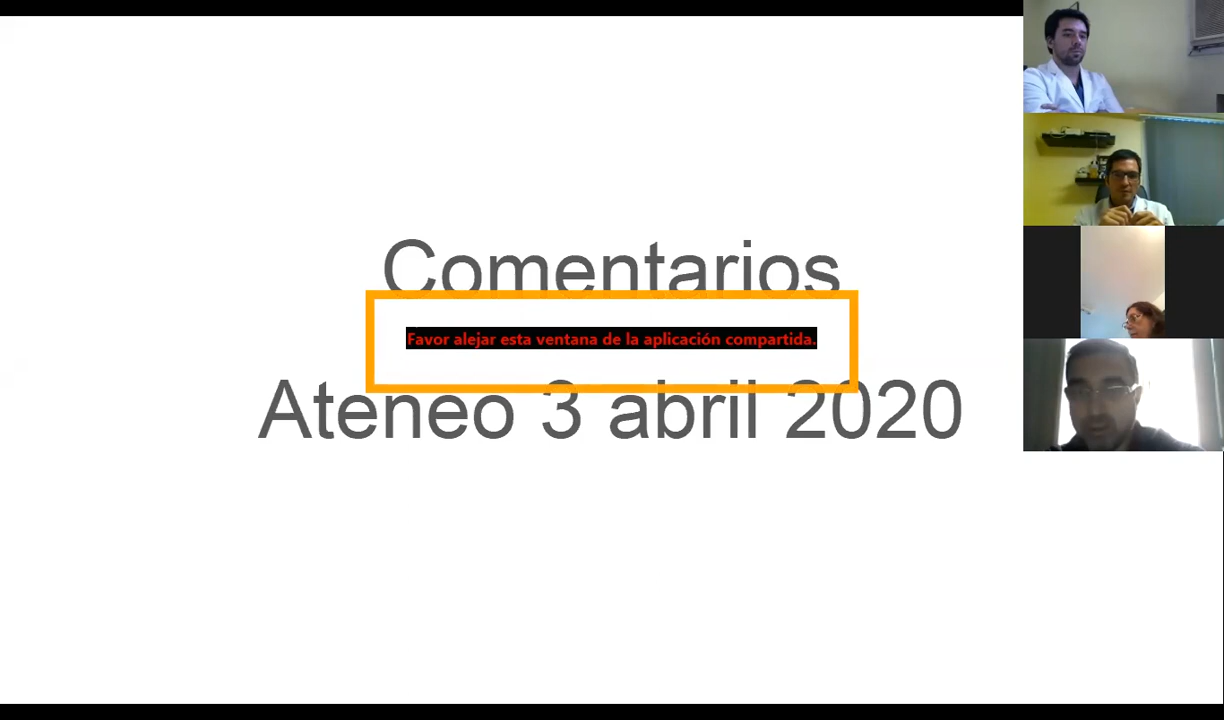 Comentarios
Favor alejar esta ventana de la aplicación compartida.
Ateneo 3 abril 2020